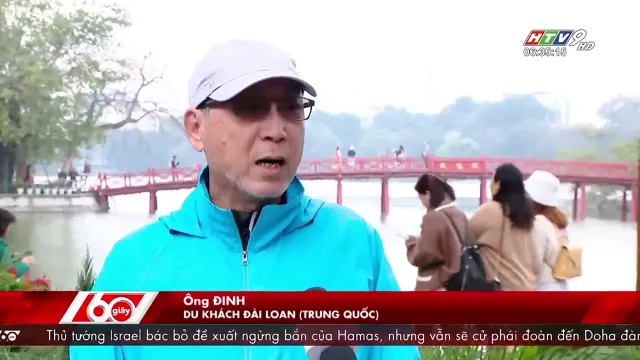 HTV9 HD
06:35:15
60 giây
Ông ĐINH
DU KHÁCH ĐÀI LOAN (TRUNG QUỐC)
Thủ tướng Israel bác bỏ đề xuất ngừng bắn của Hamas, nhưng vẫn sẽ cử phái đoàn đến Doha đà